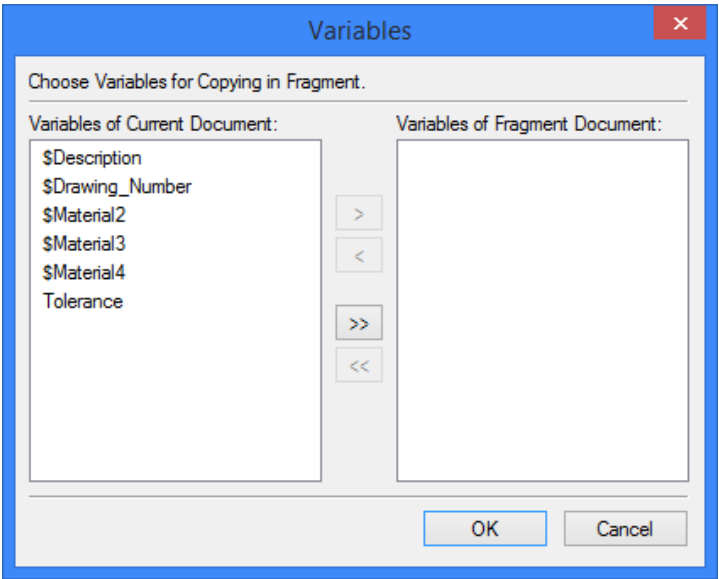 Variables
Choose Variables for Copying in Fragment.
Variables of Current Document:
Variables of Fragment Document:
$Description
$Drawing_Number
$Material2
$Material3
$Material4
Tolerance
>
<
>>
<<
OK
Cancel